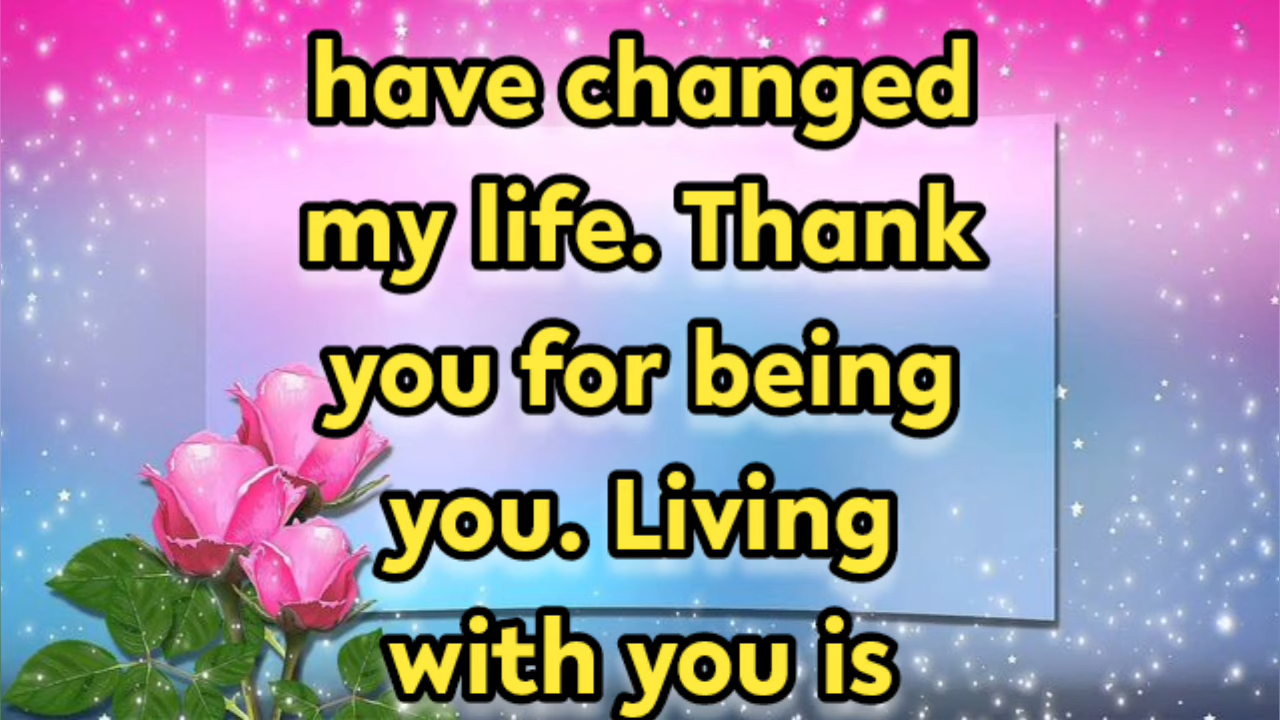 have changed
my life. Thank
you for being
you. Living
with you is